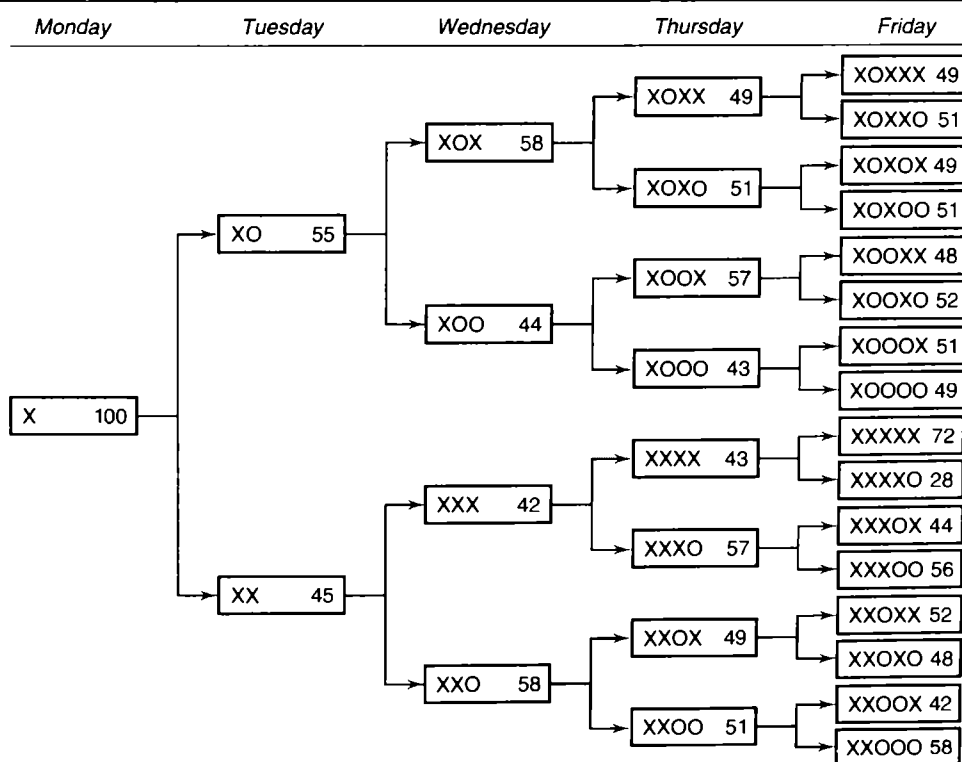 Monday Tuesday Wednesday Thursday Friday
XOXXX 49
XOXX 49
XOXXO 51
XOX 58
XOXOX 49
XOXO 51
XOXOO 51
XO 55
XOOXX 48
XOOX 57
XOOXO 52
XOO 44
XOOOX 51
XOOO 43
XOOOO 49
X 100
XXXXX 72
XXXX 43
XXXXO 28
XXX 42
XXXOX 44
XXXO 57
XXXOO 56
XX 45
XXOXX 52
XXOX 49
XXOXO 48
XXO 58
XXOOX 42
XXOO 51
XXOOO 58